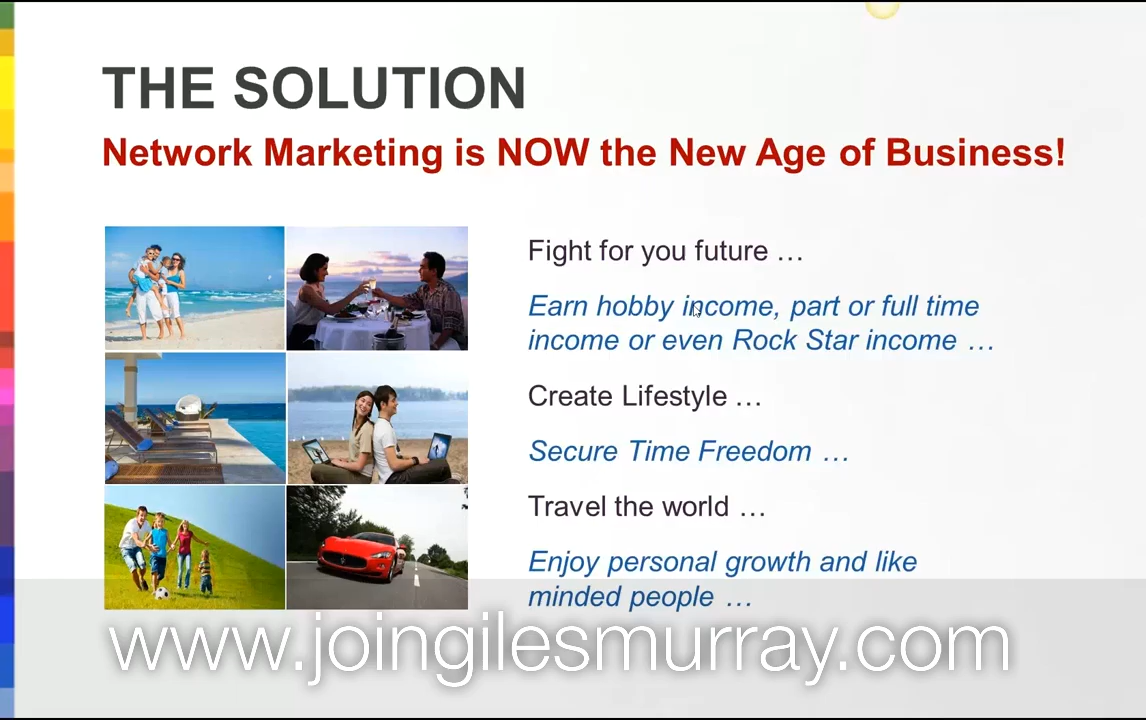 THE SOLUTION
Network Marketing is NOW the New Age of Business!
Fight for you future …
Earn hobby income, part or full time
income or even Rock Star income …
Create Lifestyle …
Secure Time Freedom …
Travel the world …
Enjoy personal growth and like
minded people …
www.joingilesmurray.com